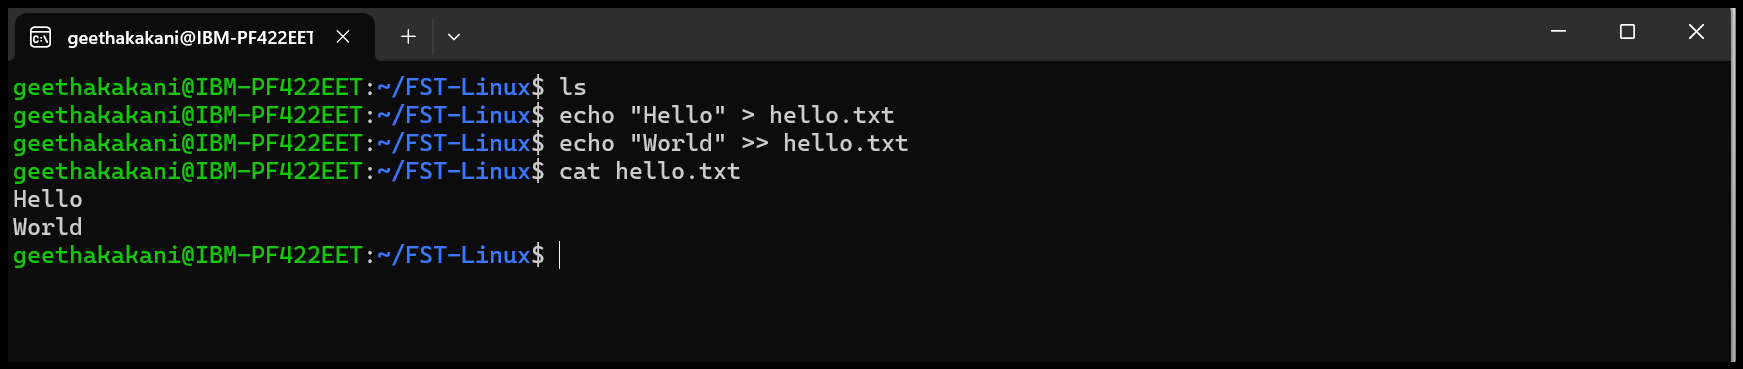 geethakakani@IBM-PF422EET
geethakakani@IBM-PF422EET:~/FST-Linux$ ls
geethakakani@IBM-PF422EET:~/FST-Linux$ echo "Hello" > hello.txt
geethakakani@IBM-PF422EET:~/FST-Linux$ echo "World" >> hello.txt
geethakakani@IBM-PF422EET:~/FST-Linux$ cat hello.txt
Hello
World
geethakakani@IBM-PF422EET:~/FST-Linux$